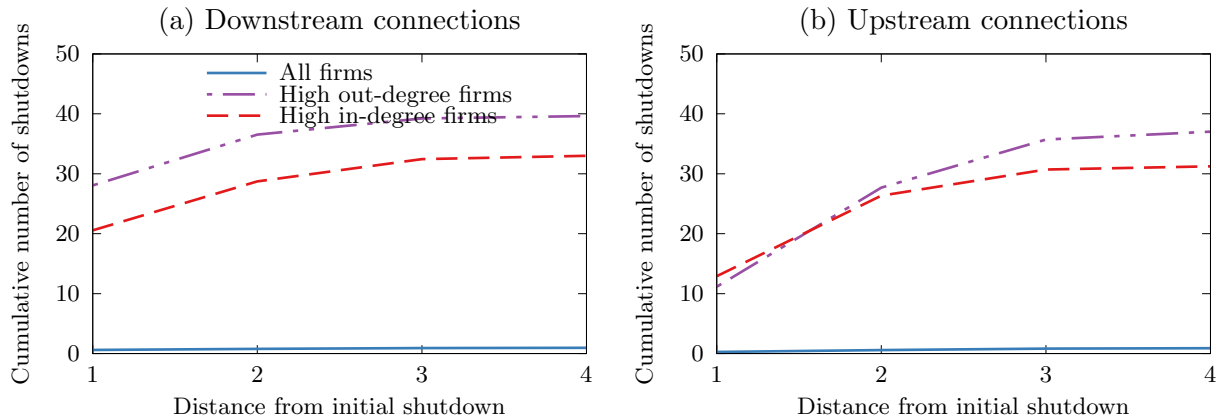 (a) Downstream connections
Cumulative number of shutdowns
50
40
30
20
10
0
All firms
High out-degree firms
High in-degree firms
1 2 3 4
Distance from initial shutdown
(b) Upstream connections
Cumulative number of shutdowns
50
40
30
20
10
0
1 2 3 4
Distance from initial shutdown